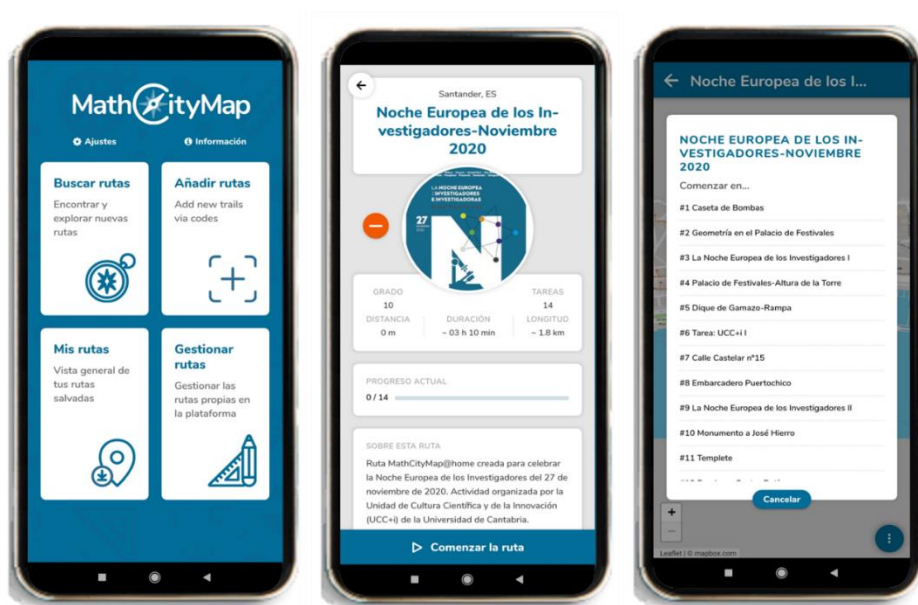 MathCityMap
Ajustes
Información
Buscar rutas
Encontrar y
explorar nuevas
rutas
Añadir rutas
Add new trails
via codes
Mis rutas
Vista general de
tus rutas
salvadas
Gestionar
rutas
Gestionar las
rutas propias en
la plataforma
Santander, ES
Noche Europea de los In-
vestigadores-Noviembre
2020
LA NOCHE EUROPEA
INVESTIGADORES
E INVESTIGADORAS
27
N
GRADO
10
TAREAS
14
DISTANCIA
0 m
DURACIÓN
~ 03 h 10 min
LONGITUD
~ 1.8 km
PROGRESO ACTUAL
0 / 14
SOBRE ESTA RUTA
Ruta MathCityMap@home creada para celebrar
la Noche Europea de los Investigadores del 27 de
noviembre de 2020. Actividad organizada por la
Unidad de Cultura Científica y de la Innovación
(UCC+i) de la Universidad de Cantabria.
Comenzar la ruta
Noche Europea de los I...
NOCHE EUROPEA DE LOS IN-
VESTIGADORES-NOVIEMBRE
2020
Comenzar en...
#1 Caseta de Bombas
#2 Geometría en el Palacio de Festivales
#3 La Noche Europea de los Investigadores I
#4 Palacio de Festivales-Altura de la Torre
#5 Dique de Gamazo-Rampa
#6 Tarea: UCC+i I
#7 Calle Castelar nº15
#8 Embarcadero Puertochico
#9 La Noche Europea de los Investigadores II
#10 Monumento a José Hierro
#11 Templete
Cancelar
+
−
Leaflet | © mapbox.com